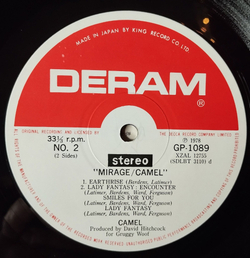 MADE IN JAPAN BY KING RECORD CO. LTD
DERAM
®
ORIGINAL RECORDING AND LICENSED BY
THE DECCA RECORD COMPANY LIMITED
33⅓ r.p.m.
NO. 2
(2 Sides)
stereo
Ⓟ 1978
GP-1089
XZAL 12755
(SDLBT 3110) d
"MIRAGE/CAMEL"
1. EARTHRISE (Bardens, Latimer)
2. LADY FANTASY: ENCOUNTER
(Latimer, Bardens, Ward, Ferguson)
SMILES FOR YOU
(Latimer, Bardens, Ward, Ferguson)
LADY FANTASY
(Latimer, Bardens, Ward, Ferguson)
CAMEL
Produced by David Hitchcock
for Gruggy Woof